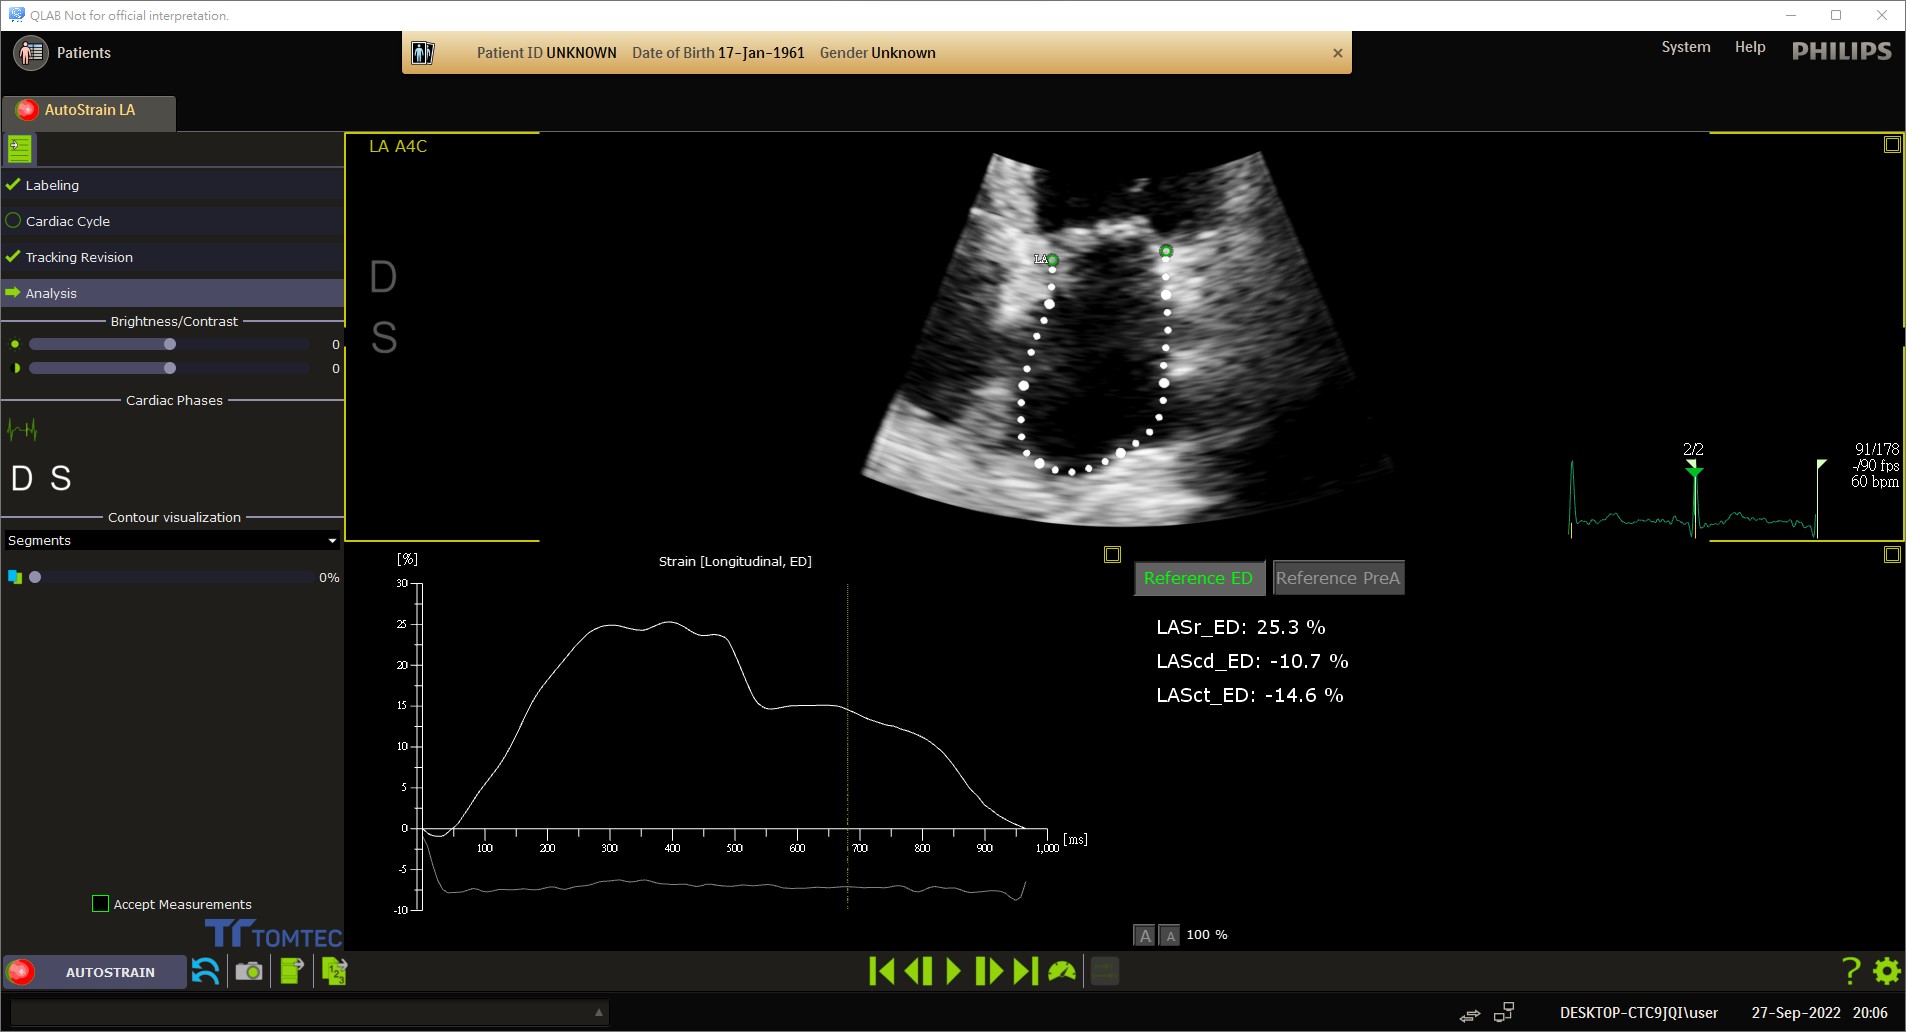 QLAB Not for official interpretation.
Patients
Patient ID UNKNOWN Date of Birth 17-Jan-1961 Gender Unknown
System Help PHILIPS
AutoStrain LA
Labeling
Cardiac Cycle
Tracking Revision
Analysis
Brightness/Contrast
0
0
Cardiac Phases
D S
Contour visualization
Segments
0%
Accept Measurements
TOMTEC
AUTOSTRAIN
LA A4C
D
S
LA
2/2
91/178
-/90 fps
60 bpm
[%]
Strain [Longitudinal, ED]
30
25
20
15
10
5
0
-5
-10
100 200 300 400 500 600 700 800 900 1,000 [ms]
Reference ED Reference PreA
LASr_ED: 25.3 %
LAScd_ED: -10.7 %
LASct_ED: -14.6 %
A A 100 %
DESKTOP-CTC9JQI\user 27-Sep-2022 20:06